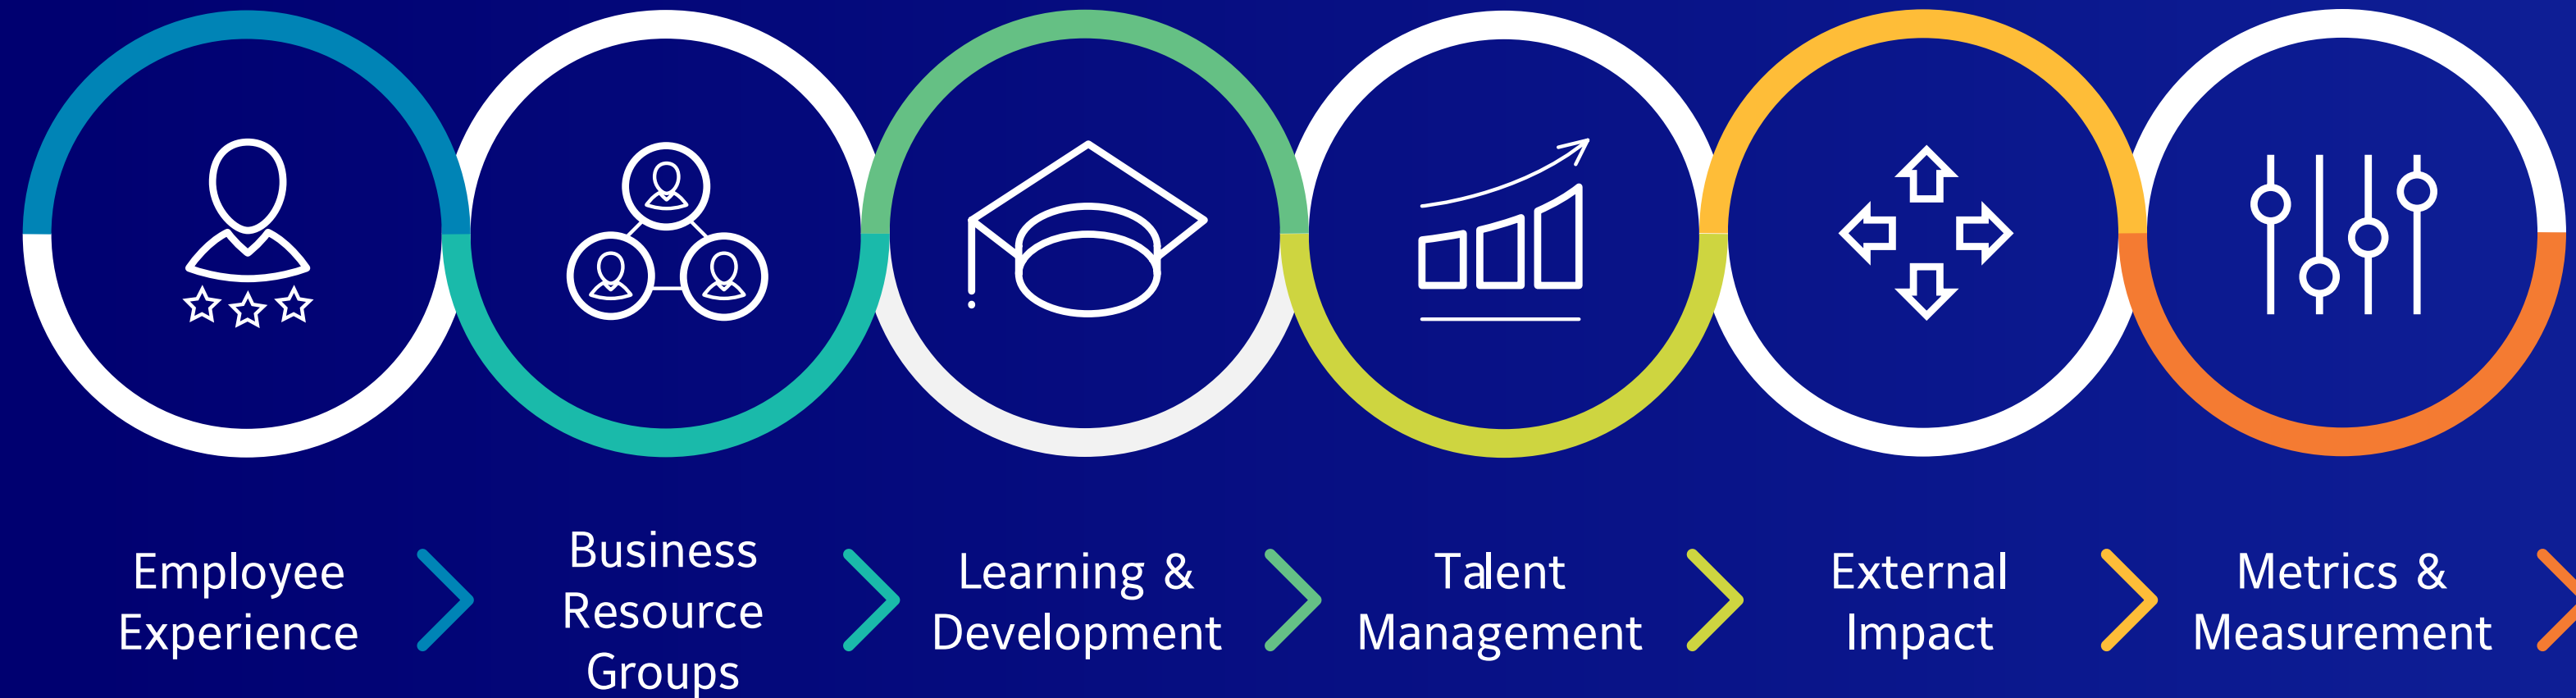 Employee
Experience
Business
Resource
Groups
Learning &
Development
Talent
Management
External
Impact
Metrics &
Measurement